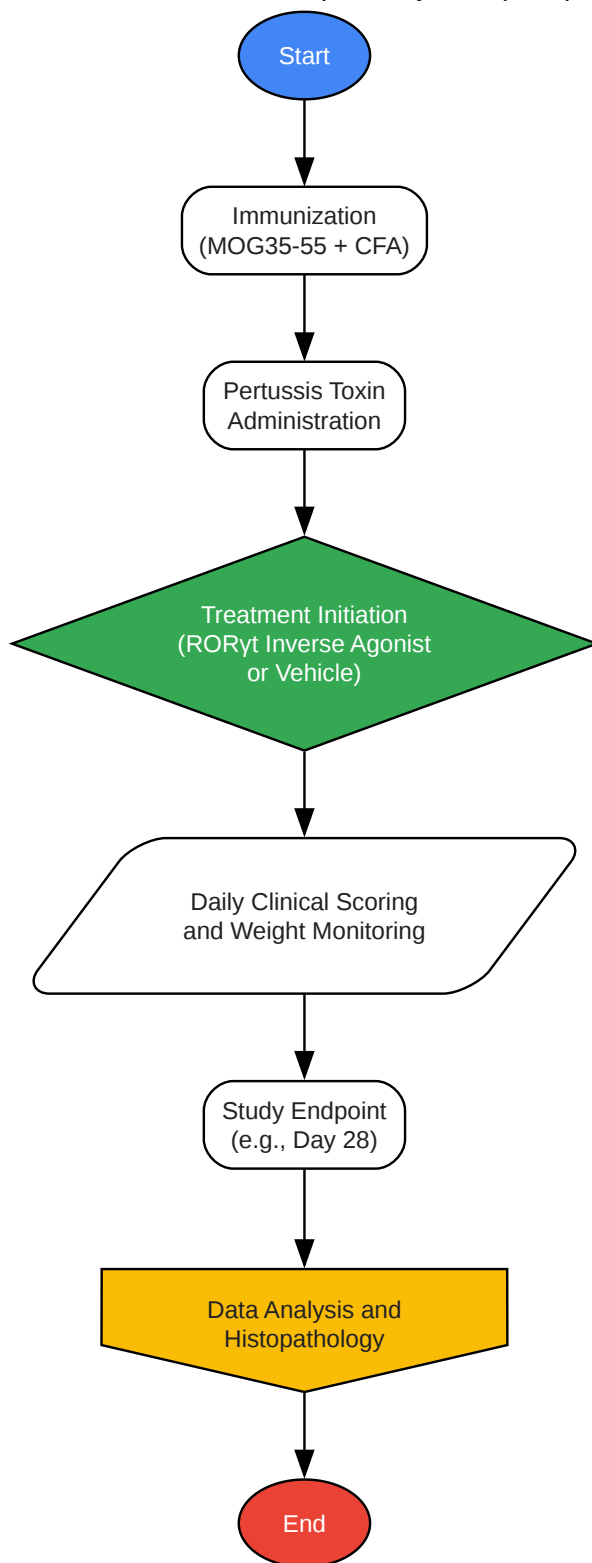 Start
Immunization
(MOG35-55 + CFA)
Pertussis Toxin
Administration
Treatment Initiation
(RORγt Inverse Agonist
or Vehicle)
Daily Clinical Scoring
and Weight Monitoring
Study Endpoint
(e.g., Day 28)
Data Analysis and
Histopathology
End